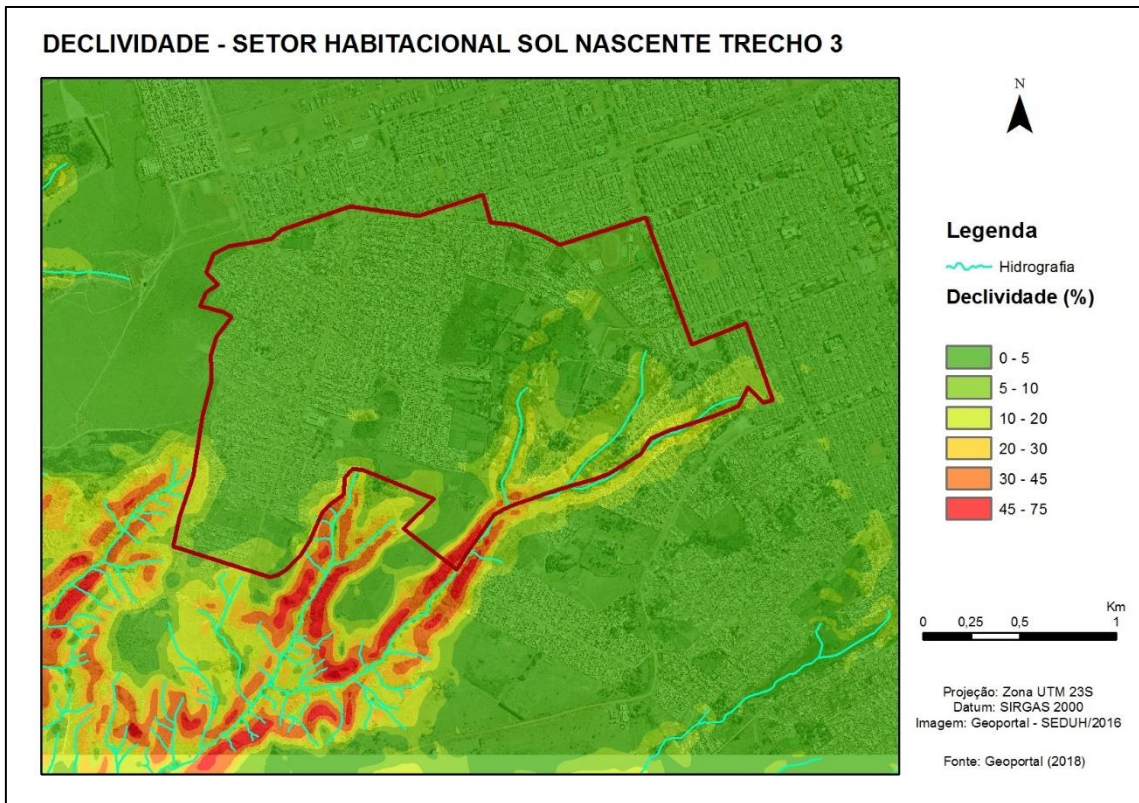 DECLIVIDADE - SETOR HABITACIONAL SOL NASCENTE TRECHO 3
N
Legenda
Hidrografia
Declividade (%)
0 - 5
5 - 10
10 - 20
20 - 30
30 - 45
45 - 75
Km
0 0,25 0,5 1
Projeção: Zona UTM 23S
Datum: SIRGAS 2000
Imagem: Geoportal - SEDUH/2016
Fonte: Geoportal (2018)